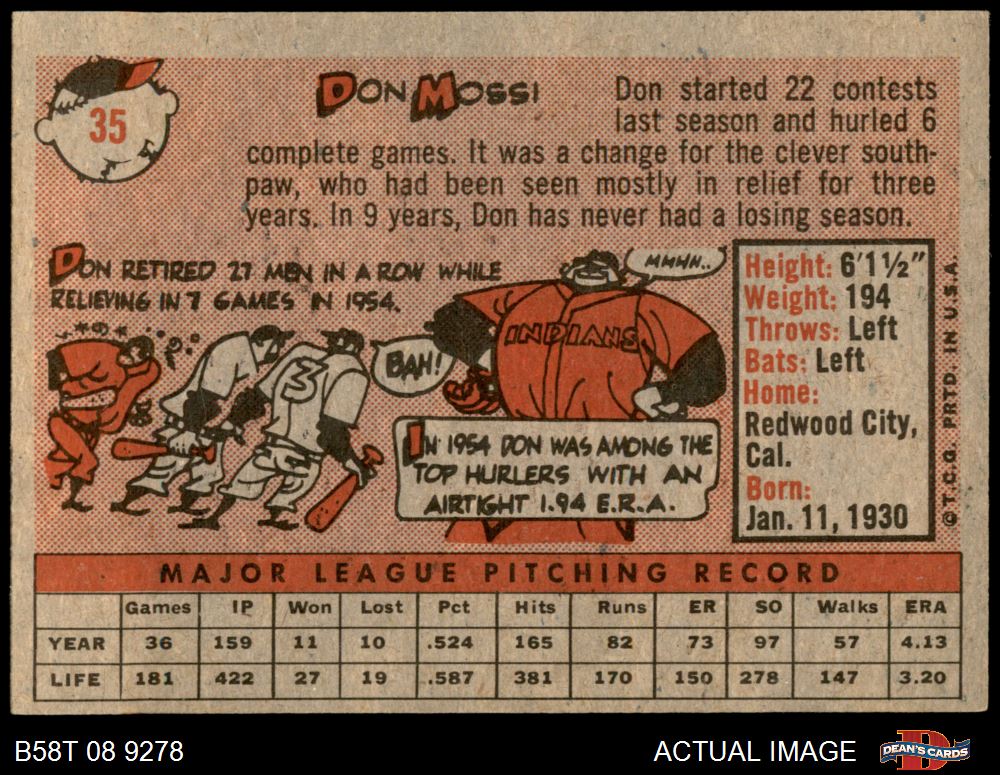 35
DON MOSSI
Don started 22 contests
last season and hurled 6
complete games. It was a change for the clever south-
paw, who had been seen mostly in relief for three
years. In 9 years, Don has never had a losing season.
DON RETIRED 27 MEN IN A ROW WHILE
RELIEVING IN 7 GAMES IN 1954.
MHHN..
BAH!
INDIANS
3
IN 1954 DON WAS AMONG THE
TOP HURLERS WITH AN
AIRTIGHT 1.94 E.R.A.
Height: 6'1½"
Weight: 194
Throws: Left
Bats: Left
Home:
Redwood City,
Cal.
Born:
Jan. 11, 1930
© T.C.G. PRTD. IN U.S.A.
MAJOR LEAGUE PITCHING RECORD
Games IP Won Lost Pct Hits Runs ER SO Walks ERA
YEAR 36 159 11 10 .524 165 82 73 97 57 4.13
LIFE 181 422 27 19 .587 381 170 150 278 147 3.20
B58T 08 9278
ACTUAL IMAGE
DEAN'S CARDS